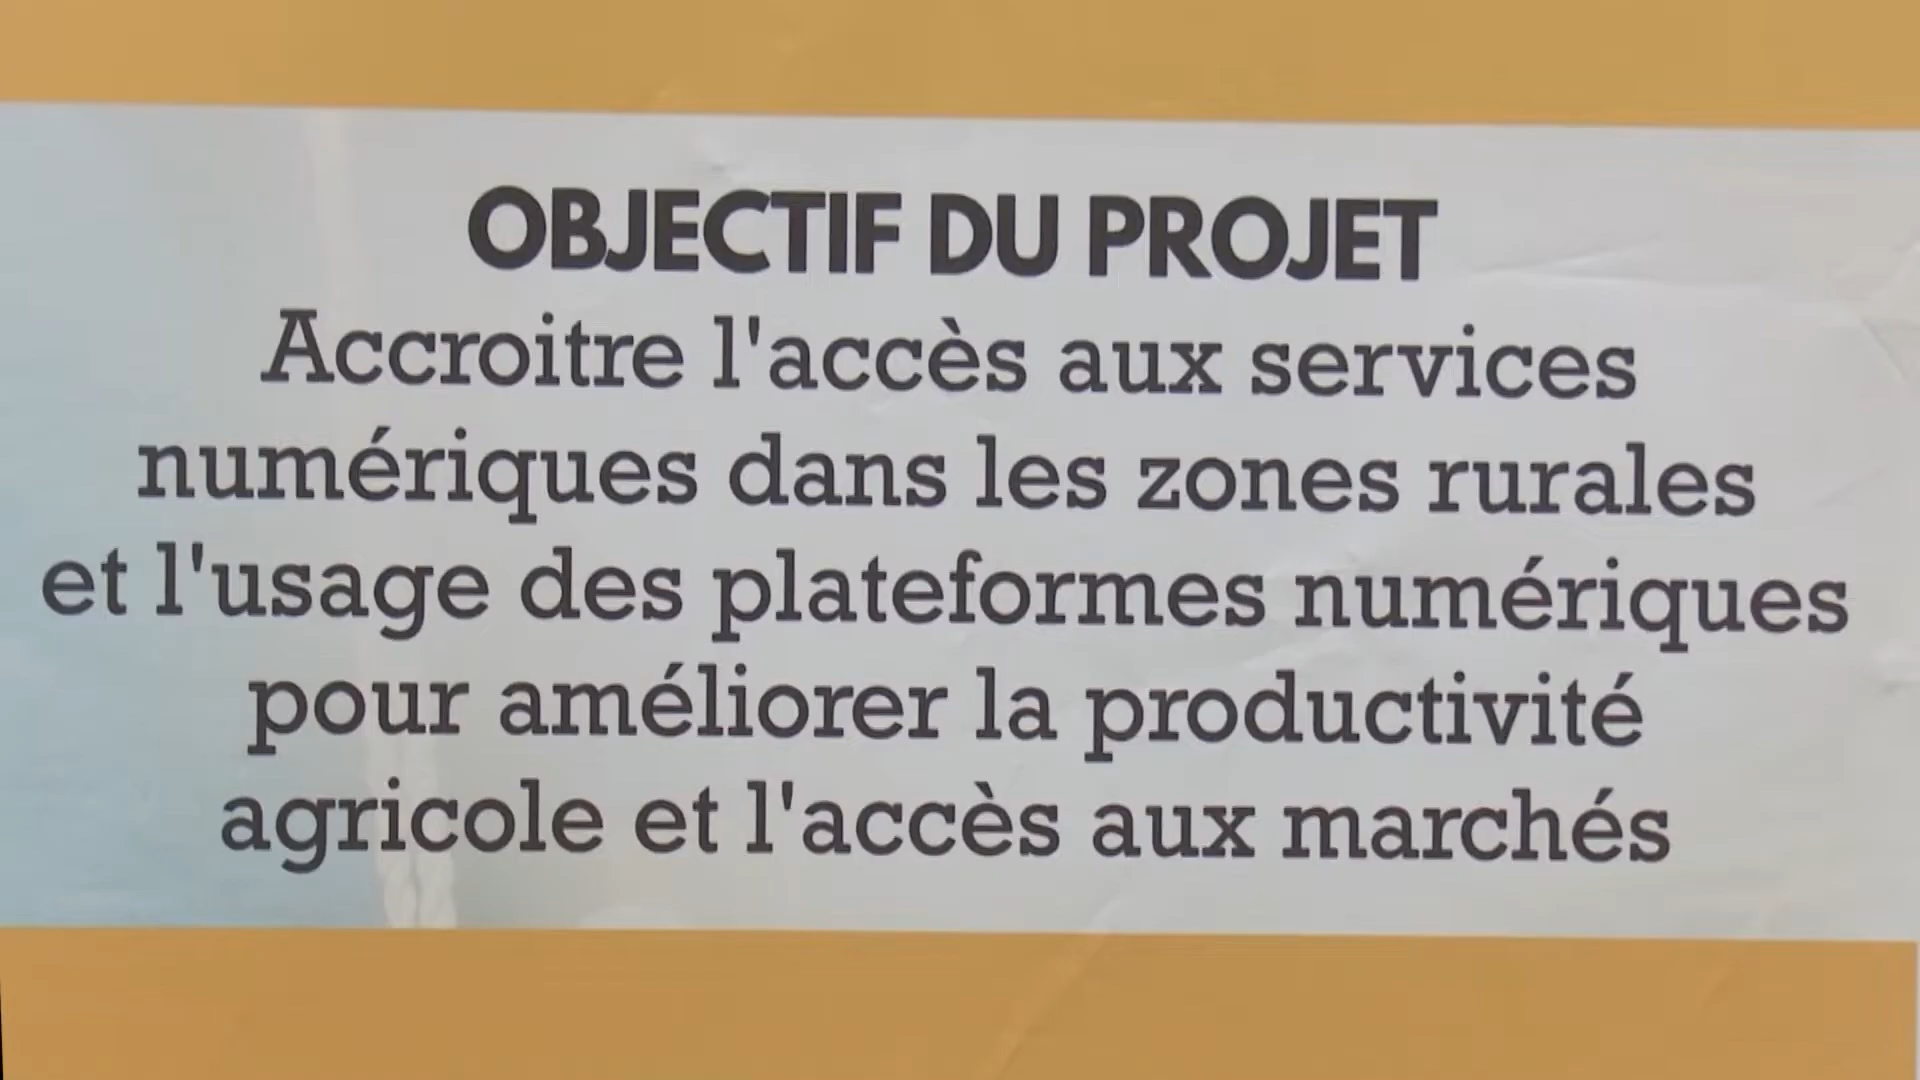 OBJECTIF DU PROJET
Accroitre l'accès aux services
numériques dans les zones rurales
et l'usage des plateformes numériques
pour améliorer la productivité
agricole et l'accès aux marchés